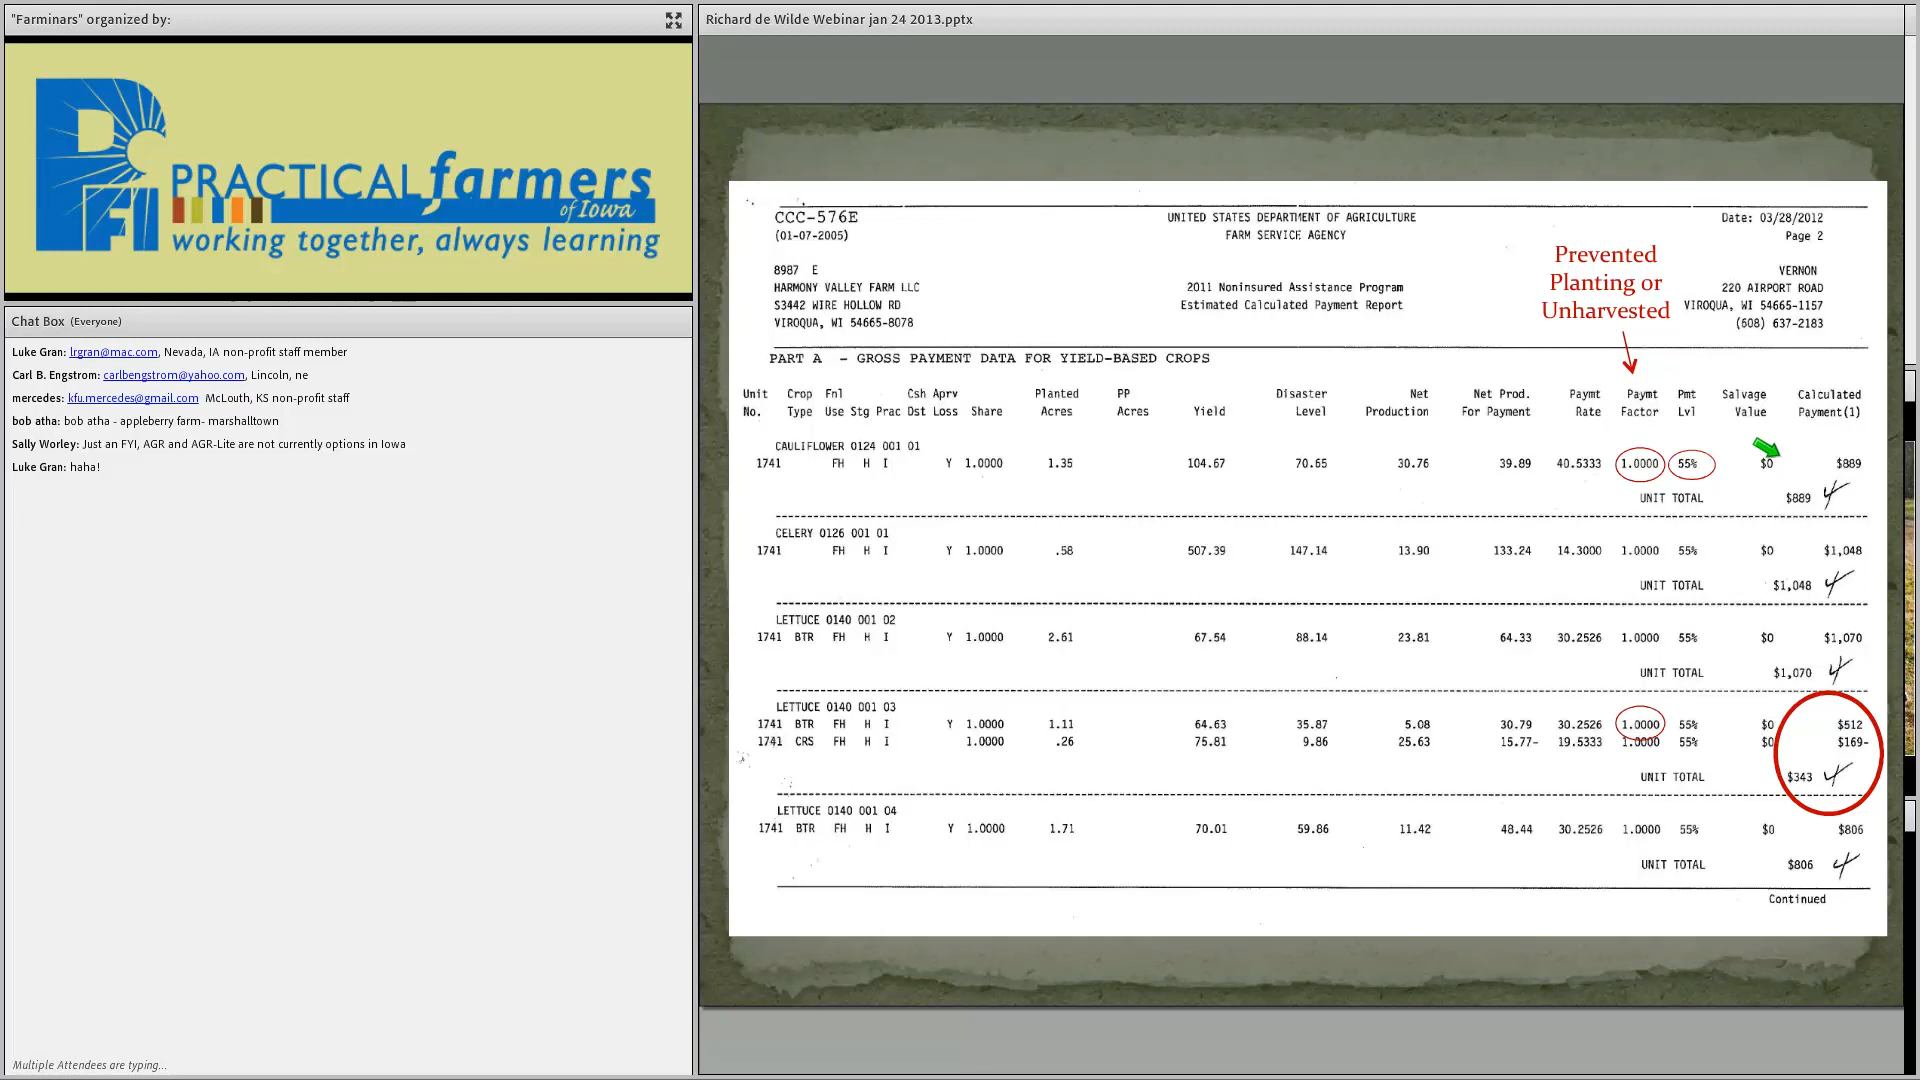 "Farminars" organized by:
PFI
PRACTICAL farmers
of Iowa
working together, always learning
Chat Box (Everyone)
Luke Gran: lrgran@mac.com, Nevada, IA non-profit staff member
Carl B. Engstrom: carlbengstrom@yahoo.com, Lincoln, ne
mercedes: kfu.mercedes@gmail.com McLouth, KS non-profit staff
bob atha: bob atha - appleberry farm- marshalltown
Sally Worley: Just an FYI, AGR and AGR-Lite are not currently options in Iowa
Luke Gran: haha!
Multiple Attendees are typing...
Richard de Wilde Webinar jan 24 2013.pptx
CCC-576E UNITED STATES DEPARTMENT OF AGRICULTURE Date: 03/28/2012
(01-07-2005) FARM SERVICE AGENCY Page 2
Prevented
Planting or
Unharvested
8987 E VERNON
HARMONY VALLEY FARM LLC 2011 Noninsured Assistance Program 220 AIRPORT ROAD
S3442 WIRE HOLLOW RD Estimated Calculated Payment Report VIROQUA, WI 54665-1157
VIROQUA, WI 54665-8078 (608) 637-2183
PART A - GROSS PAYMENT DATA FOR YIELD-BASED CROPS
Unit Crop Fnl Csh Aprv Planted PP Disaster Net Net Prod. Paymt Paymt Pmt Salvage Calculated
No. Type Use Stg Prac Dst Loss Share Acres Acres Yield Level Production For Payment Rate Factor Lvl Value Payment(1)
CAULIFLOWER 0124 001 01
1741 FH H I Y 1.0000 1.35 104.67 70.65 30.76 39.89 40.5333 1.0000 55% $0 $889
UNIT TOTAL $889
CELERY 0126 001 01
1741 FH H I Y 1.0000 .58 507.39 147.14 13.90 133.24 14.3000 1.0000 55% $0 $1,048
UNIT TOTAL $1,048
LETTUCE 0140 001 02
1741 BTR FH H I Y 1.0000 2.61 67.54 88.14 23.81 64.33 30.2526 1.0000 55% $0 $1,070
UNIT TOTAL $1,070
LETTUCE 0140 001 03
1741 BTR FH H I Y 1.0000 1.11 64.63 35.87 5.08 30.79 30.2526 1.0000 55% $0 $512
1741 CRS FH H I 1.0000 .26 75.81 9.86 25.63 15.77- 19.5333 1.0000 55% $0 $169-
UNIT TOTAL $343
LETTUCE 0140 001 04
1741 BTR FH H I Y 1.0000 1.71 70.01 59.86 11.42 48.44 30.2526 1.0000 55% $0 $806
UNIT TOTAL $806
Continued